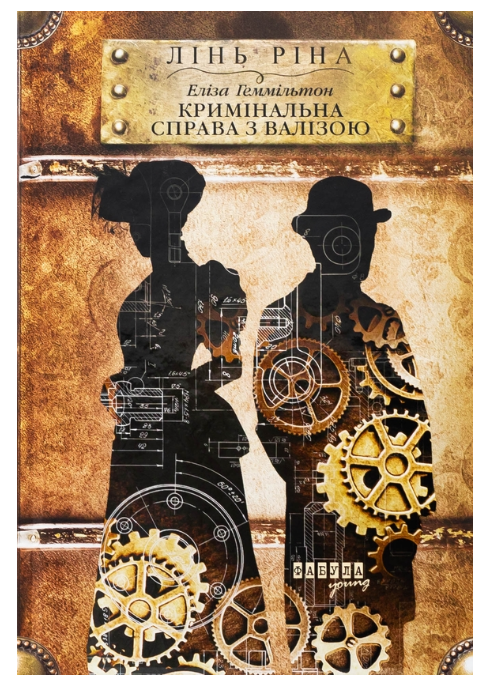 ЛІНЬ РІНА
Еліза Геммільтон
КРИМІНАЛЬНА
СПРАВА З ВАЛІЗОЮ
ФАБУЛА
young